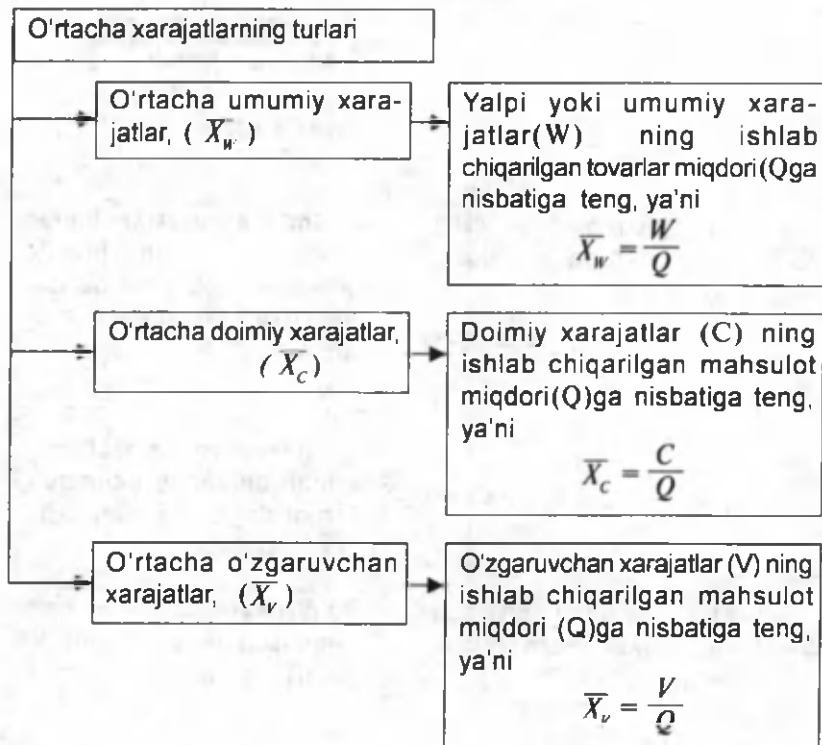 O'rtacha xarajatlarning turlari
O'rtacha umumiy xara-
jatlar, ( X̅w )
Yalpi yoki umumiy xara-
jatlar(W) ning ishlab
chiqarilgan tovarlar miqdori(Qga
nisbatiga teng, ya'ni
X̅w = W/Q
O'rtacha doimiy xarajatlar,
( X̅C )
Doimiy xarajatlar (C) ning
ishlab chiqarilgan mahsulot
miqdori(Q)ga nisbatiga teng,
ya'ni
X̅C = C/Q
O'rtacha o'zgaruvchan
xarajatlar, (X̅V)
O'zgaruvchan xarajatlar (V) ning
ishlab chiqarilgan mahsulot
miqdori (Q)ga nisbatiga teng,
ya'ni
X̅v = V/Q